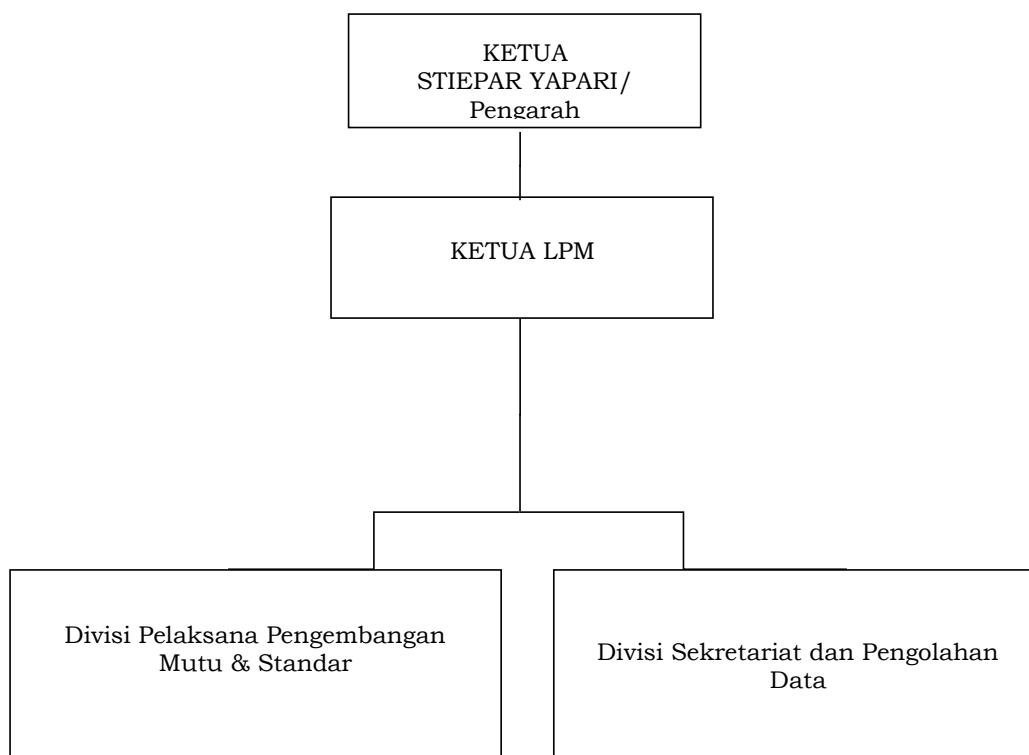 KETUA
STIEPAR YAPARI/
Pengarah
KETUA LPM
Divisi Pelaksana Pengembangan
Mutu & Standar
Divisi Sekretariat dan Pengolahan
Data